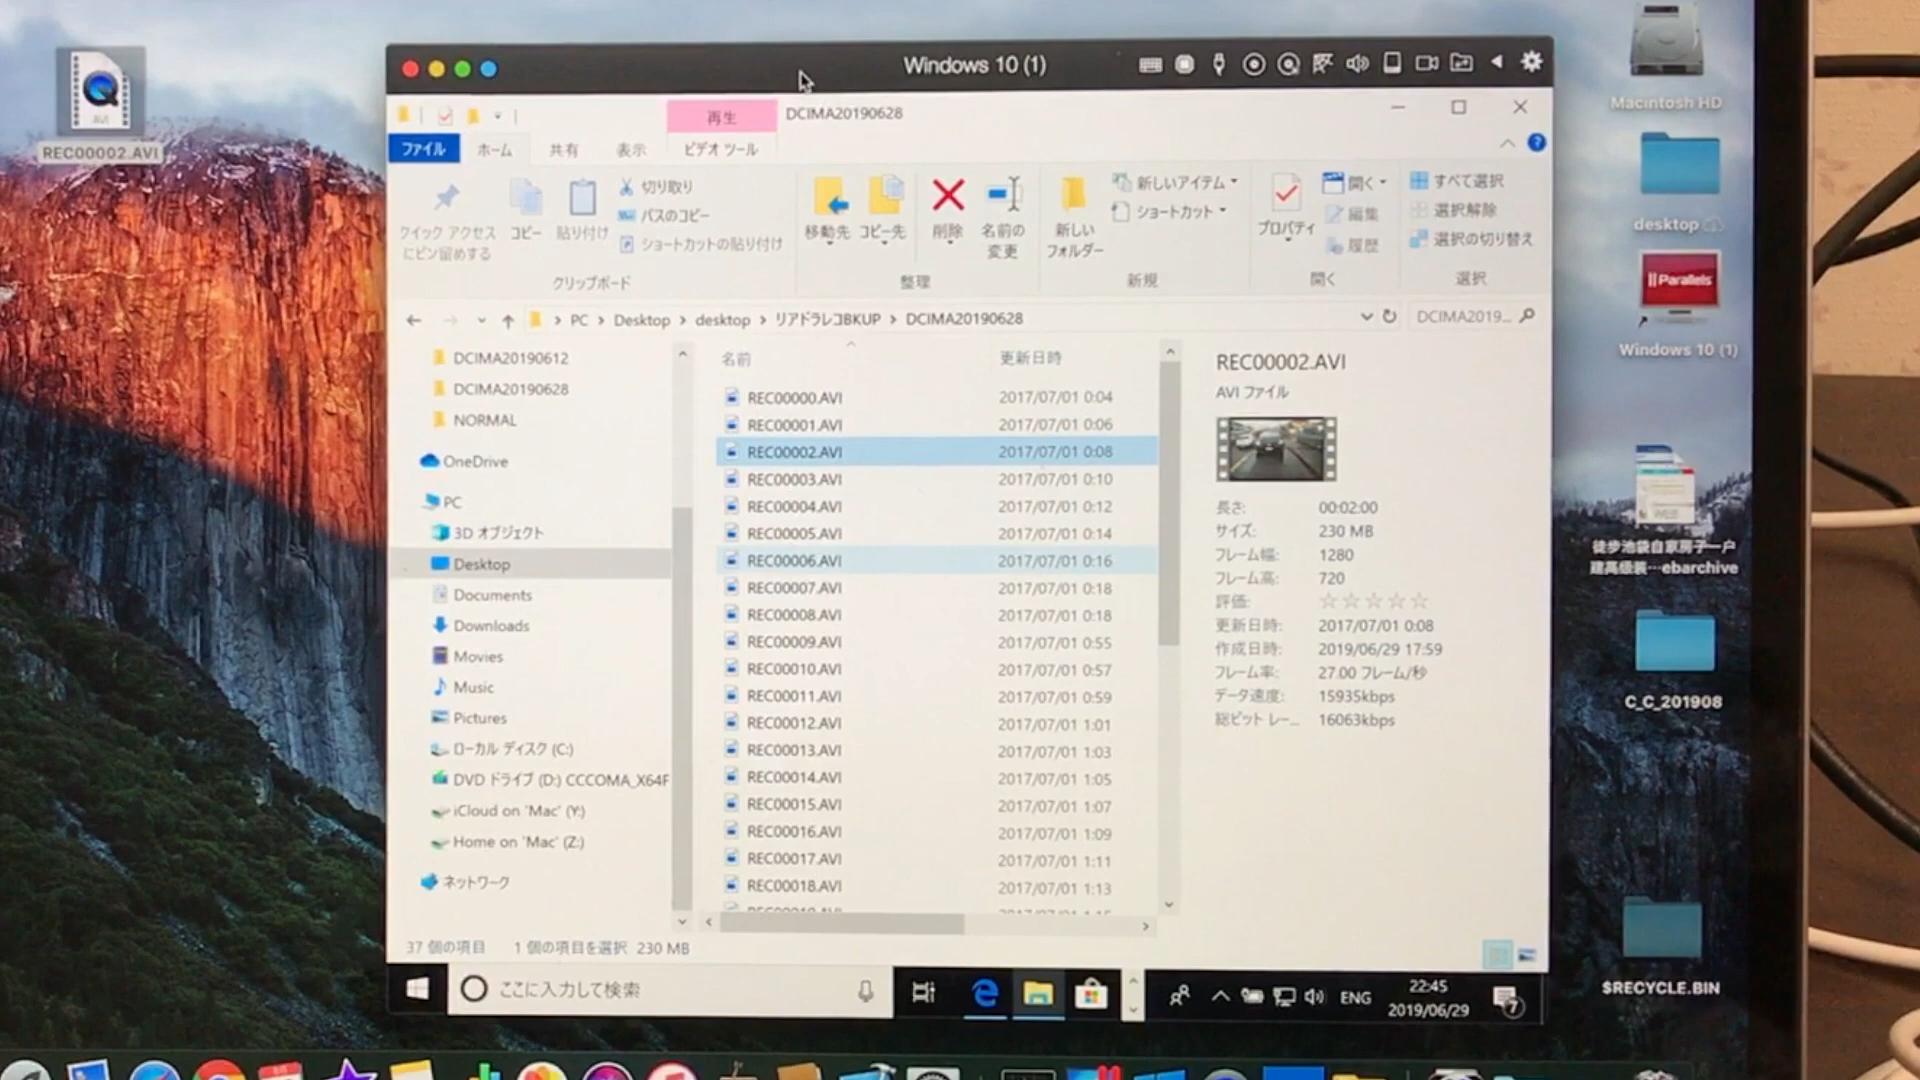 Windows 10 (1)
AVI
REC00002.AVI
再生
DCIMA20190628
ファイル
ホーム
共有
表示
ビデオ ツール
クイック アクセス
にピン留めする
コピー
貼り付け
切り取り
パスのコピー
ショートカットの貼り付け
クリップボード
移動先
コピー先
削除
名前の
変更
整理
新しい
フォルダー
新しいアイテム
ショートカット
新規
プロパティ
開く
編集
履歴
開く
すべて選択
選択解除
選択の切り替え
選択
PC > Desktop > desktop > リアドラレコBKUP > DCIMA20190628
DCIMA2019...
DCIMA20190612
DCIMA20190628
NORMAL
OneDrive
PC
3D オブジェクト
Desktop
Documents
Downloads
Movies
Music
Pictures
ローカル ディスク (C:)
DVD ドライブ (D:) CCCOMA_X64F
iCloud on 'Mac' (Y:)
Home on 'Mac' (Z:)
ネットワーク
名前 更新日時
REC00000.AVI 2017/07/01 0:04
REC00001.AVI 2017/07/01 0:06
REC00002.AVI 2017/07/01 0:08
REC00003.AVI 2017/07/01 0:10
REC00004.AVI 2017/07/01 0:12
REC00005.AVI 2017/07/01 0:14
REC00006.AVI 2017/07/01 0:16
REC00007.AVI 2017/07/01 0:18
REC00008.AVI 2017/07/01 0:18
REC00009.AVI 2017/07/01 0:55
REC00010.AVI 2017/07/01 0:57
REC00011.AVI 2017/07/01 0:59
REC00012.AVI 2017/07/01 1:01
REC00013.AVI 2017/07/01 1:03
REC00014.AVI 2017/07/01 1:05
REC00015.AVI 2017/07/01 1:07
REC00016.AVI 2017/07/01 1:09
REC00017.AVI 2017/07/01 1:11
REC00018.AVI 2017/07/01 1:13
REC00002.AVI
AVI ファイル
長さ: 00:02:00
サイズ: 230 MB
フレーム幅: 1280
フレーム高: 720
評価: ☆☆☆☆☆
更新日時: 2017/07/01 0:08
作成日時: 2019/06/29 17:59
フレーム率: 27.00 フレーム/秒
データ速度: 15935kbps
総ビット レー... 16063kbps
37 個の項目 1 個の項目を選択 230 MB
ここに入力して検索
ENG
22:45
2019/06/29
7
Macintosh HD
desktop
Parallels
Windows 10 (1)
徒步池袋自家房子一户
建高级装…ebarchive
C_C_201908
$RECYCLE.BIN